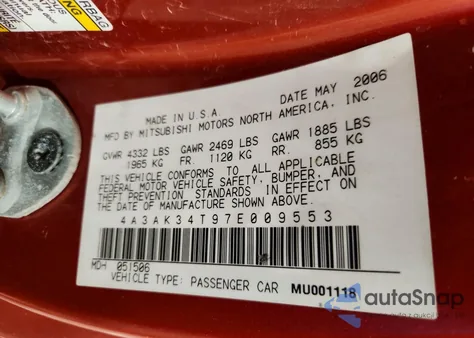 RBAG
NG
MADE IN U.S.A
DATE MAY 2006
MFD BY MITSUBISHI MOTORS NORTH AMERICA, INC.
GVWR 4332 LBS GAWR 2469 LBS GAWR 1885 LBS
1965 KG FR. 1120 KG RR. 855 KG
THIS VEHICLE CONFORMS TO ALL APPLICABLE
FEDERAL MOTOR VEHICLE SAFETY, BUMPER, AND
THEFT PREVENTION STANDARDS IN EFFECT ON
THE DATE OF MANUFACTURE SHOWN ABOVE.
4A3AK34T97E009553
MDH 051506
VEHICLE TYPE: PASSENGER CAR MU001118
autoSnap